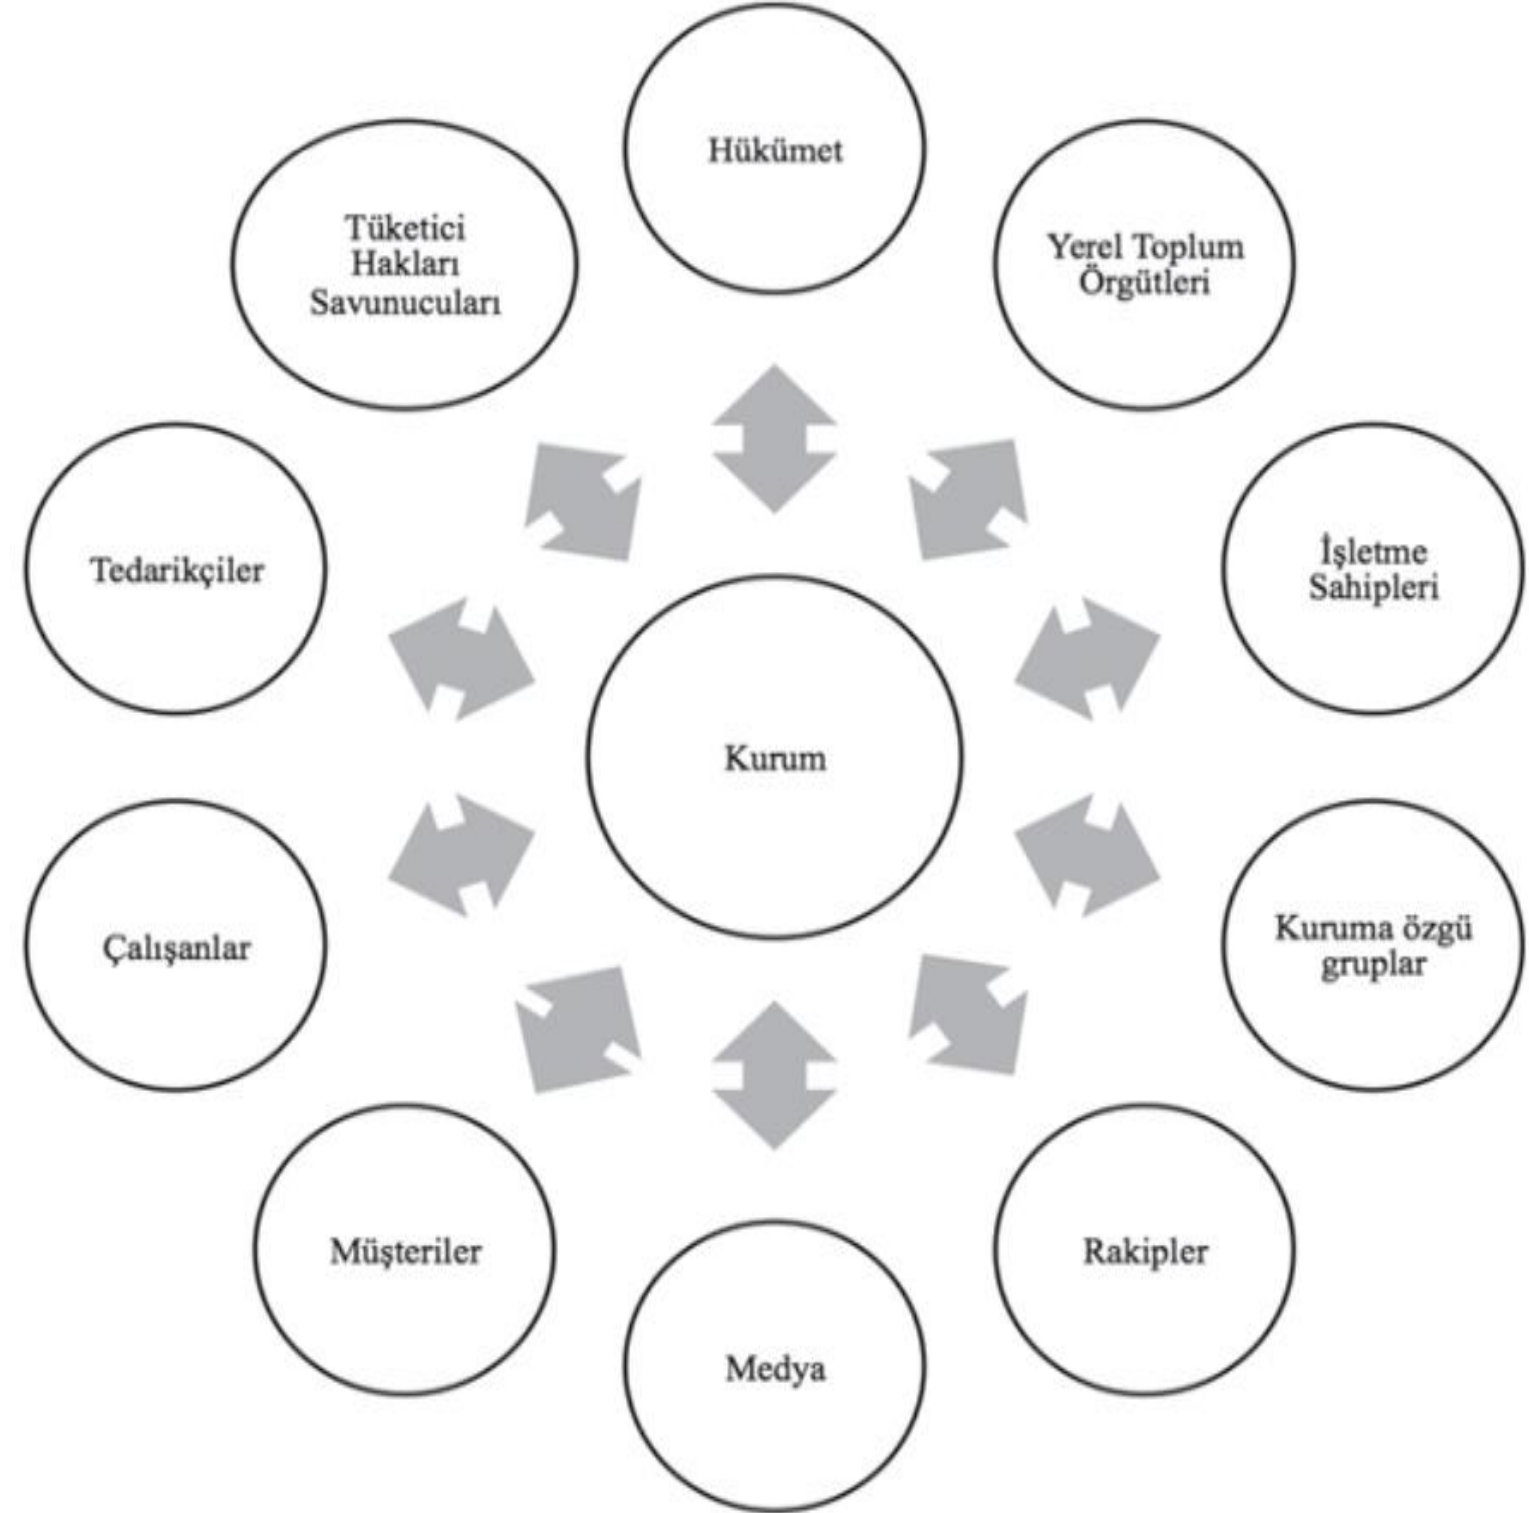 Hükümet
Tüketici
Hakları
Savunucuları
Yerel Toplum
Örgütleri
Tedarikçiler
İşletme
Sahipleri
Kurum
Çalışanlar
Kuruma özgü
gruplar
Müşteriler
Rakipler
Medya